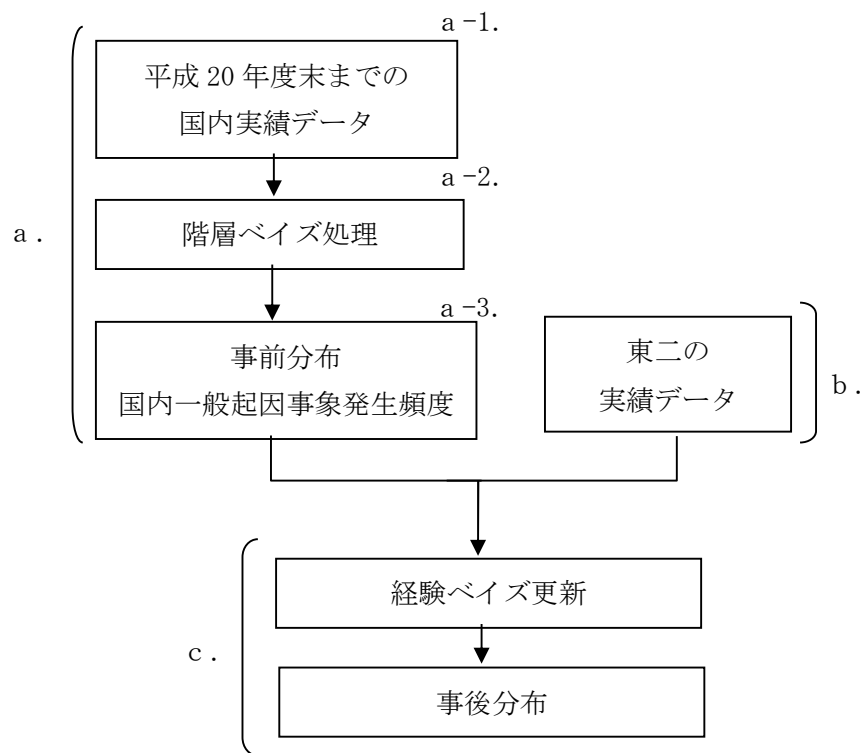 a-1.
平成 20 年度末までの
国内実績データ
a-2.
a.
階層ベイズ処理
a-3.
事前分布
国内一般起因事象発生頻度
東二の
実績データ
b.
経験ベイズ更新
c.
事後分布